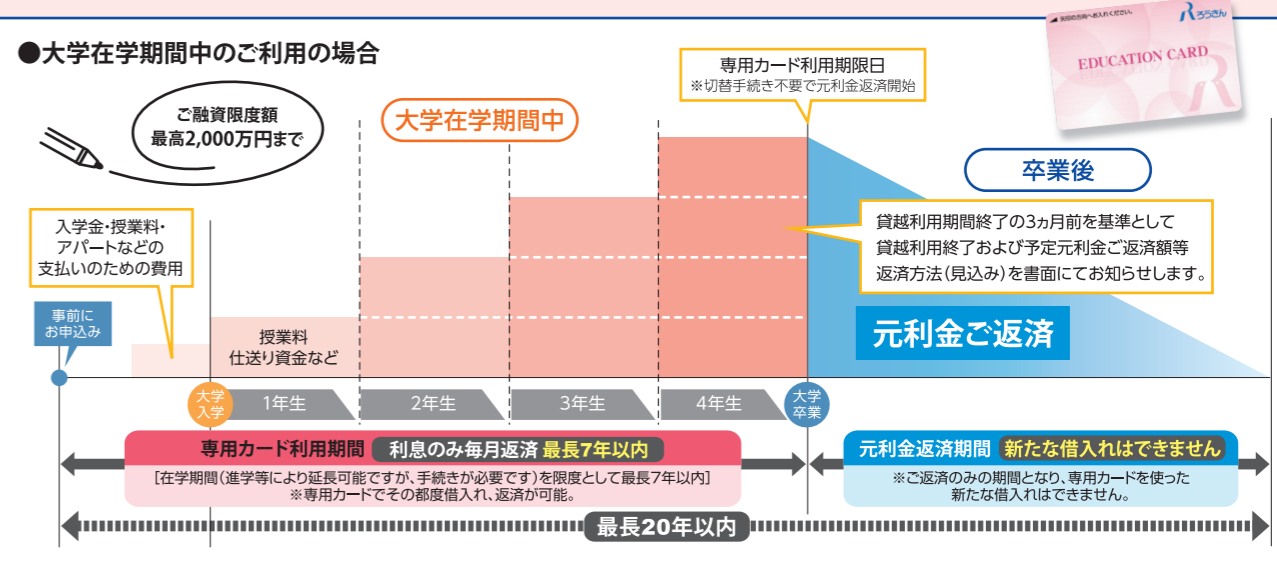 矢印の方向へお入れください。
ろうきん
EDUCATION CARD
●大学在学期間中のご利用の場合
ご融資限度額
最高2,000万円まで
大学在学期間中
専用カード利用期限日
※切替手続き不要で元利金返済開始
卒業後
入学金・授業料・
アパートなどの
支払いのための費用
貸越利用期間終了の3ヵ月前を基準として
貸越利用終了および予定元利金ご返済額等
返済方法（見込み）を書面にてお知らせします。
事前に
お申込み
授業料
仕送り資金など
元利金ご返済
大学
入学
1年生
2年生
3年生
4年生
大学
卒業
専用カード利用期間 利息のみ毎月返済 最長7年以内
[在学期間（進学等により延長可能ですが、手続きが必要です）を限度として最長7年以内]
※専用カードでその都度借入れ、返済が可能。
元利金返済期間 新たな借入れはできません
※ご返済のみの期間となり、専用カードを使った
新たな借入れはできません。
最長20年以内